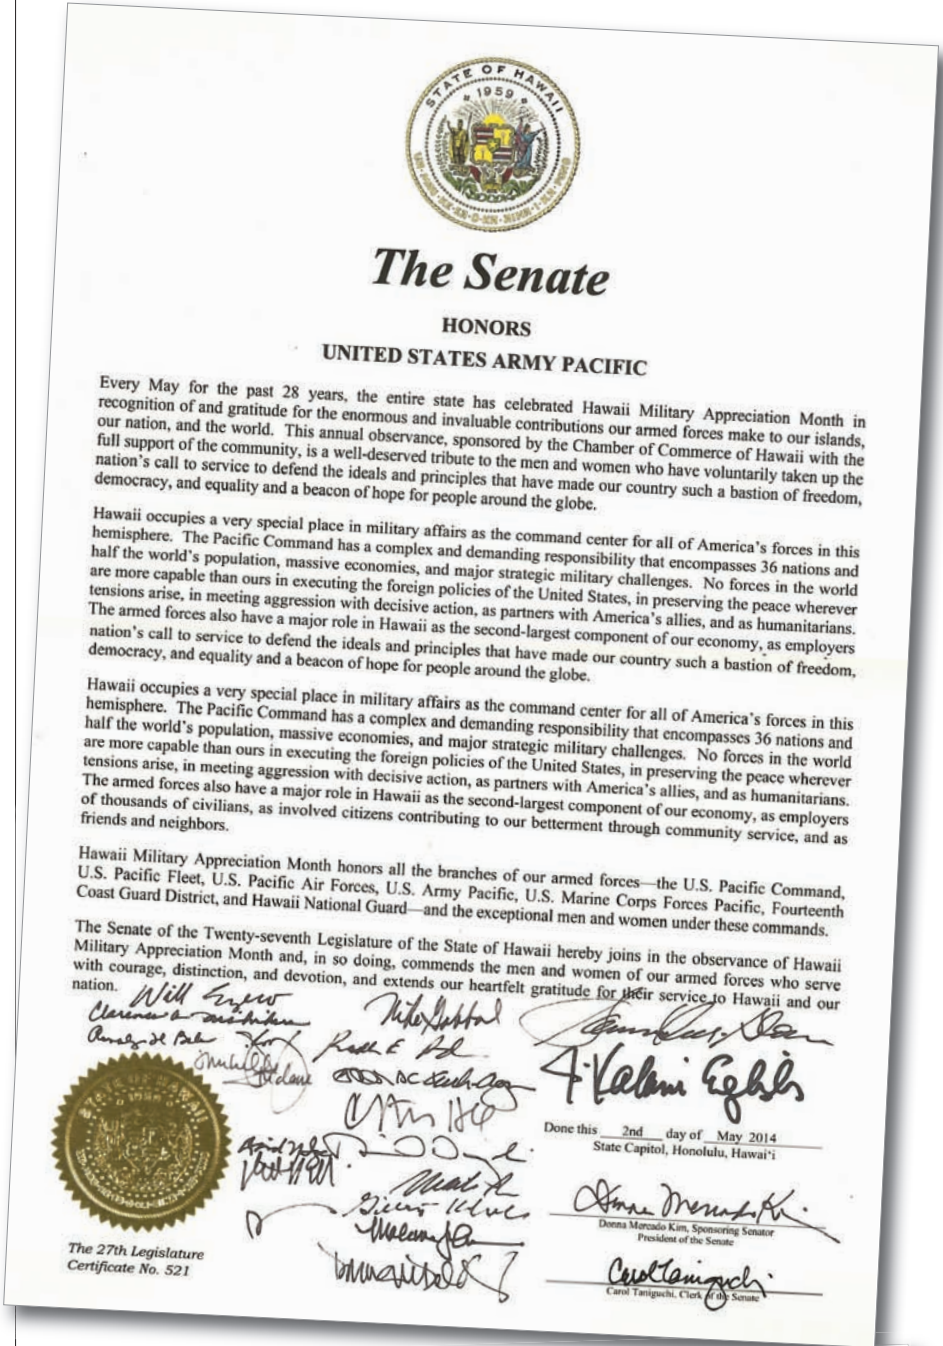 STATE OF HAWAII
1959
The Senate
HONORS
UNITED STATES ARMY PACIFIC
Every May for the past 28 years, the entire state has celebrated Hawaii Military Appreciation Month in
recognition of and gratitude for the enormous and invaluable contributions our armed forces make to our islands,
our nation, and the world. This annual observance, sponsored by the Chamber of Commerce of Hawaii with the
full support of the community, is a well-deserved tribute to the men and women who have voluntarily taken up the
nation's call to service to defend the ideals and principles that have made our country such a bastion of freedom,
democracy, and equality and a beacon of hope for people around the globe.
Hawaii occupies a very special place in military affairs as the command center for all of America's forces in this
hemisphere. The Pacific Command has a complex and demanding responsibility that encompasses 36 nations and
half the world's population, massive economies, and major strategic military challenges. No forces in the world
are more capable than ours in executing the foreign policies of the United States, in preserving the peace wherever
tensions arise, in meeting aggression with decisive action, as partners with America's allies, and as humanitarians.
The armed forces also have a major role in Hawaii as the second-largest component of our economy, as employers
nation's call to service to defend the ideals and principles that have made our country such a bastion of freedom,
democracy, and equality and a beacon of hope for people around the globe.
Hawaii occupies a very special place in military affairs as the command center for all of America's forces in this
hemisphere. The Pacific Command has a complex and demanding responsibility that encompasses 36 nations and
half the world's population, massive economies, and major strategic military challenges. No forces in the world
are more capable than ours in executing the foreign policies of the United States, in preserving the peace wherever
tensions arise, in meeting aggression with decisive action, as partners with America's allies, and as humanitarians.
The armed forces also have a major role in Hawaii as the second-largest component of our economy, as employers
of thousands of civilians, as involved citizens contributing to our betterment through community service, and as
friends and neighbors.
Hawaii Military Appreciation Month honors all the branches of our armed forces—the U.S. Pacific Command,
U.S. Pacific Fleet, U.S. Pacific Air Forces, U.S. Army Pacific, U.S. Marine Corps Forces Pacific, Fourteenth
Coast Guard District, and Hawaii National Guard—and the exceptional men and women under these commands.
The Senate of the Twenty-seventh Legislature of the State of Hawaii hereby joins in the observance of Hawaii
Military Appreciation Month and, in so doing, commends the men and women of our armed forces who serve
with courage, distinction, and devotion, and extends our heartfelt gratitude for their service to Hawaii and our
nation.
Will Espero
Mike Gabbard
STATE OF HAWAII
1959
Done this 2nd day of May 2014
State Capitol, Honolulu, Hawai‘i
Donna Mercado Kim
Donna Mercado Kim, Sponsoring Senator
President of the Senate
The 27th Legislature
Certificate No. 521
Carol Taniguchi
Carol Taniguchi, Clerk of the Senate